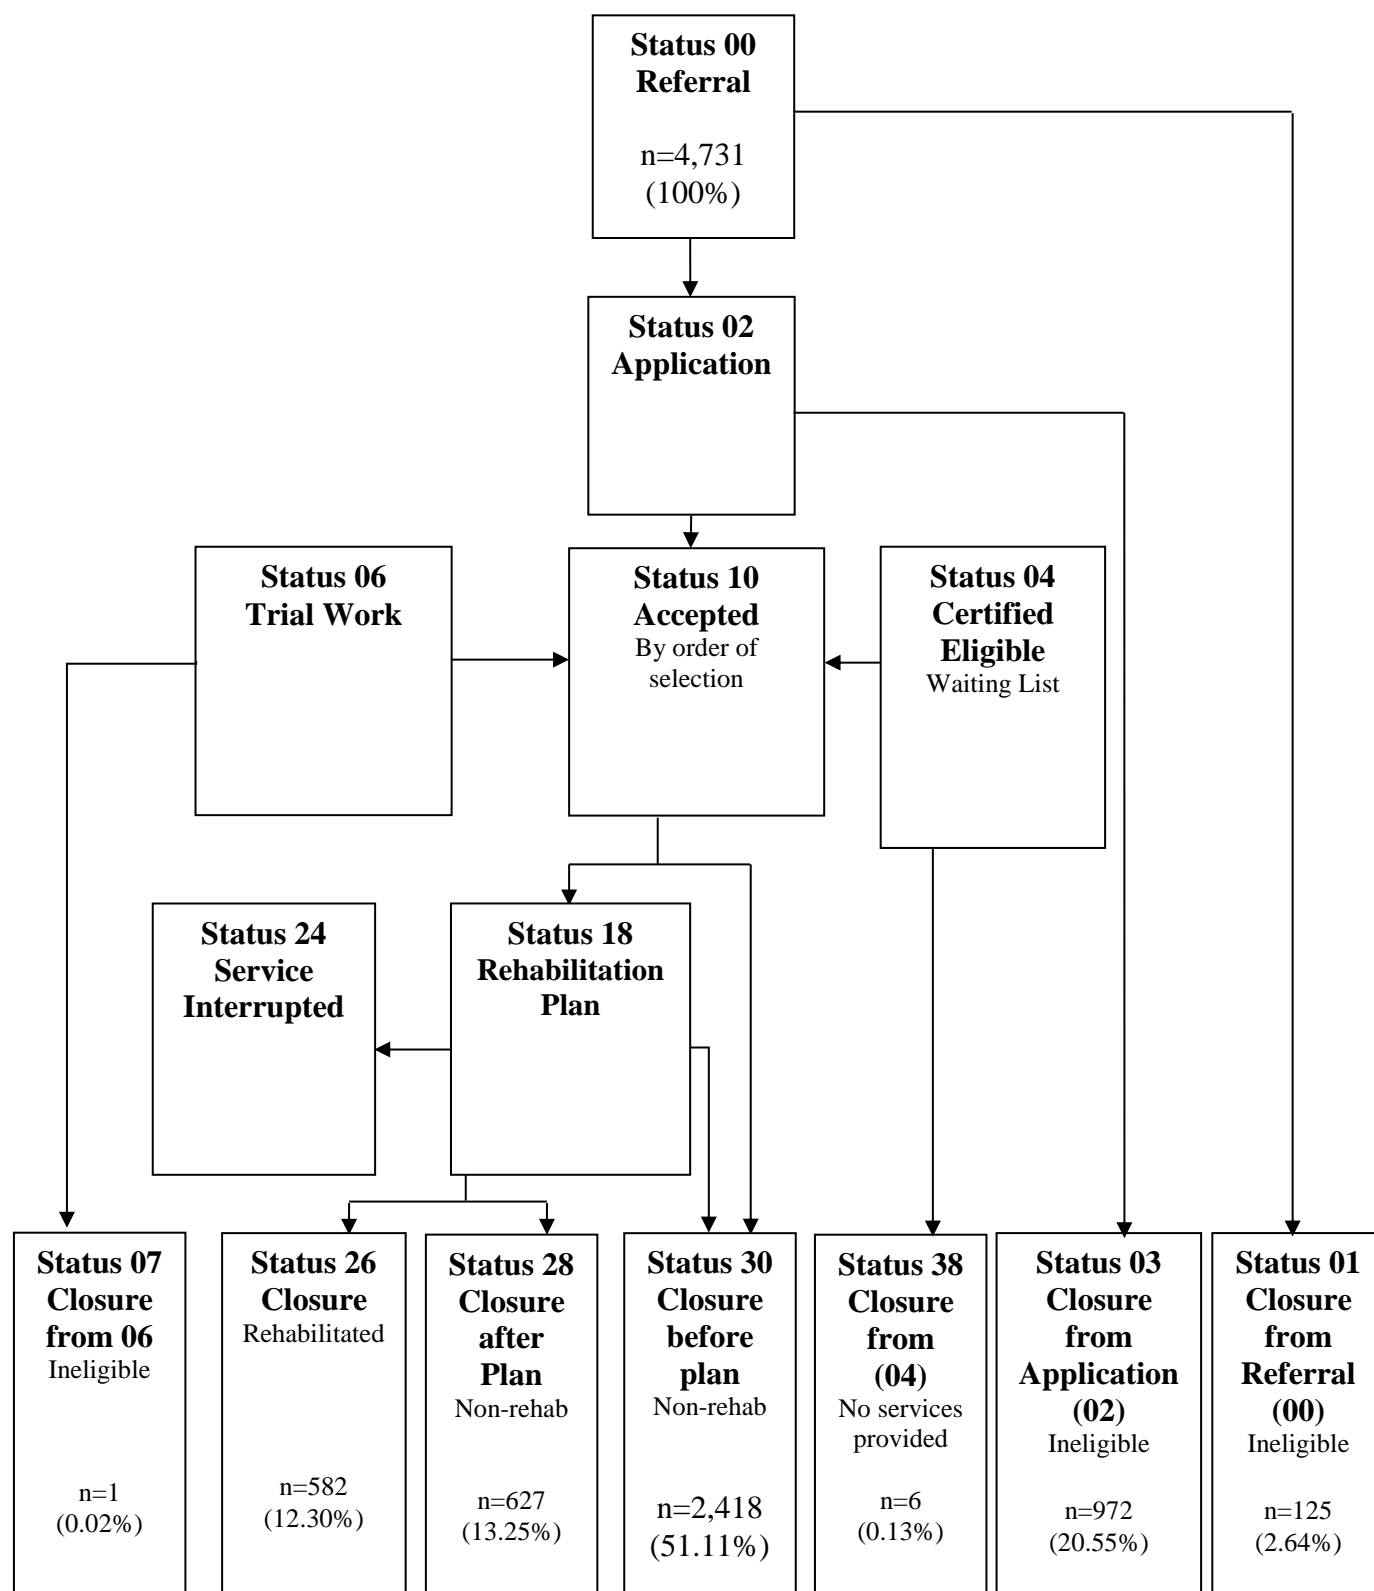 Status 00
Referral
n=4,731
(100%)
Status 02
Application
Status 06
Trial Work
Status 10
Accepted
By order of
selection
Status 04
Certified
Eligible
Waiting List
Status 24
Service
Interrupted
Status 18
Rehabilitation
Plan
Status 07
Closure
from 06
Ineligible
n=1
(0.02%)
Status 26
Closure
Rehabilitated
n=582
(12.30%)
Status 28
Closure
after
Plan
Non-rehab
n=627
(13.25%)
Status 30
Closure
before
plan
Non-rehab
n=2,418
(51.11%)
Status 38
Closure
from
(04)
No services
provided
n=6
(0.13%)
Status 03
Closure
from
Application
(02)
Ineligible
n=972
(20.55%)
Status 01
Closure
from
Referral
(00)
Ineligible
n=125
(2.64%)